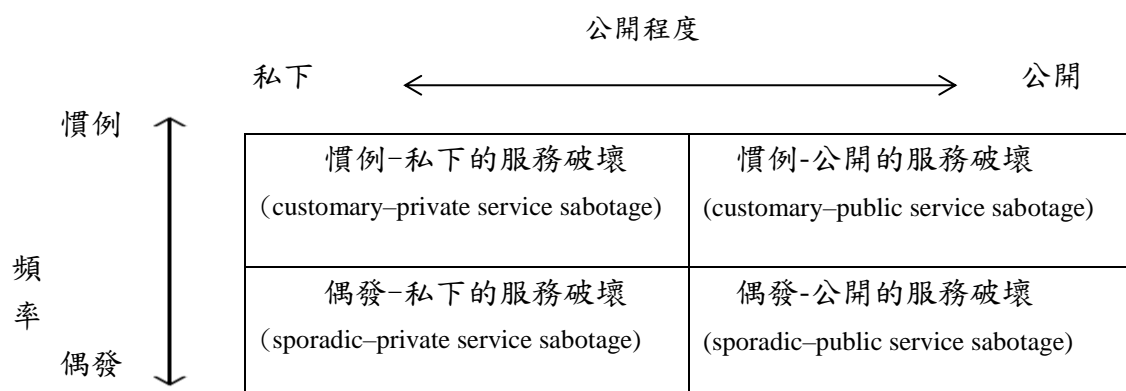 公開程度
私下 公開
慣例
慣例-私下的服務破壞 慣例-公開的服務破壞
（customary–private service sabotage) (customary–public service sabotage)
頻
率
偶發-私下的服務破壞 偶發-公開的服務破壞
（sporadic–private service sabotage) (sporadic–public service sabotage)
偶發